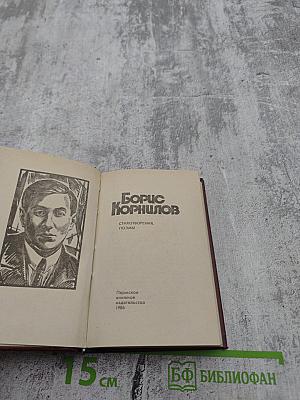 Борис
Корнилов
СТИХОТВОРЕНИЯ,
ПОЭМЫ
Пермское
книжное
издательство
1986
15 см
БФ БИБЛИОФАН